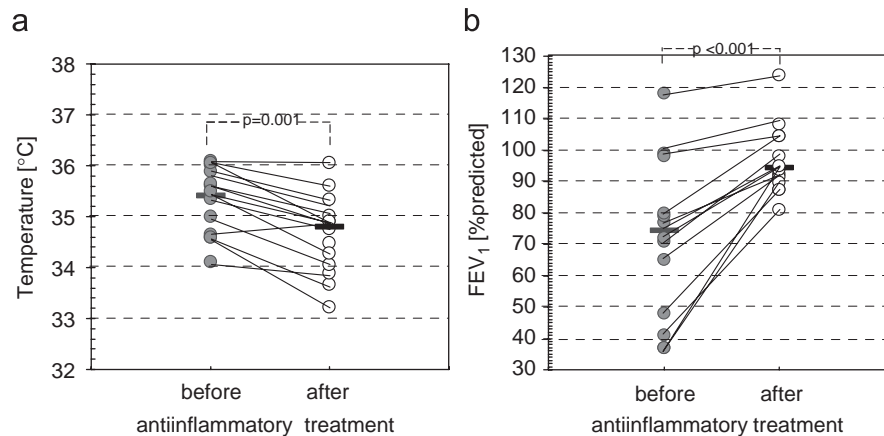 a
Temperature [°C]
38
37
36
35
34
33
32
p=0.001
before after
antiinflammatory treatment
b
FEV1 [%predicted]
130
120
110
100
90
80
70
60
50
40
30
p <0.001
before after
antiinflammatory treatment